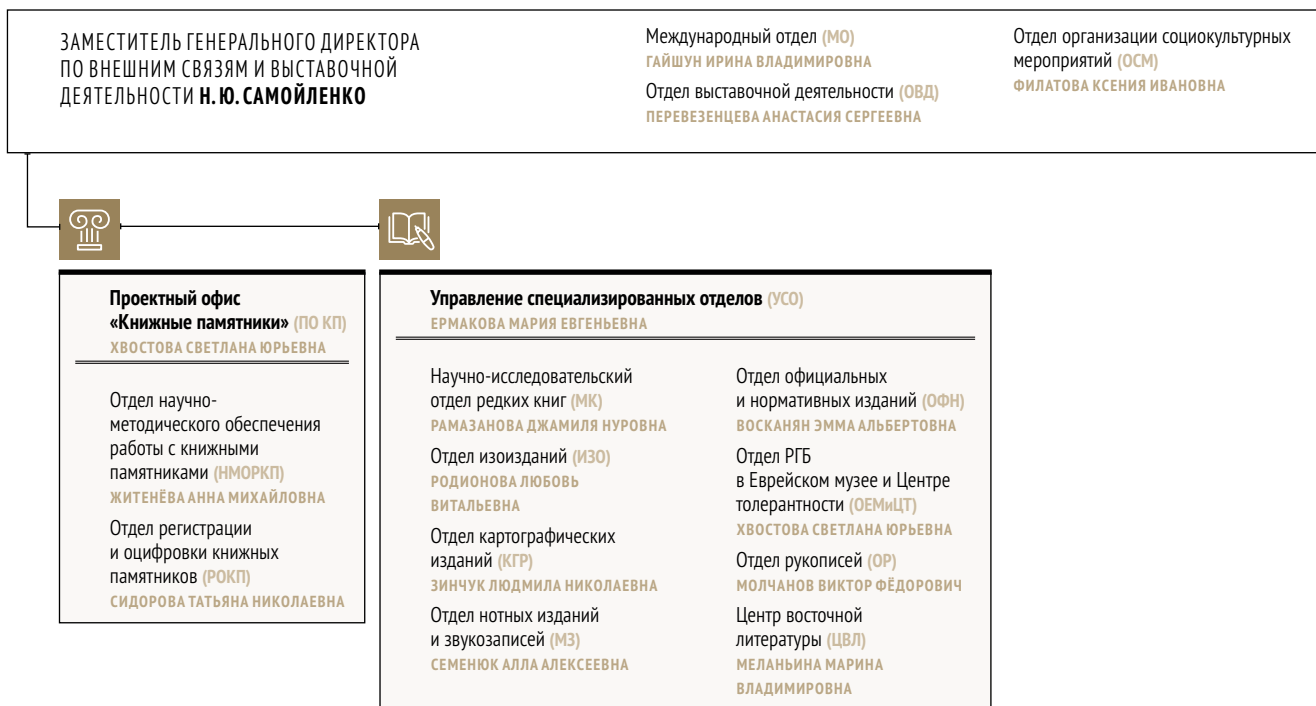 ЗАМЕСТИТЕЛЬ ГЕНЕРАЛЬНОГО ДИРЕКТОРА
ПО ВНЕШНИМ СВЯЗЯМ И ВЫСТАВОЧНОЙ
ДЕЯТЕЛЬНОСТИ Н. Ю. САМОЙЛЕНКО
Международный отдел (МО)
ГАЙШУН ИРИНА ВЛАДИМИРОВНА
Отдел выставочной деятельности (ОВД)
ПЕРЕВЕЗЕНЦЕВА АНАСТАСИЯ СЕРГЕЕВНА
Отдел организации социокультурных
мероприятий (ОСМ)
ФИЛАТОВА КСЕНИЯ ИВАНОВНА
Проектный офис
«Книжные памятники» (ПО КП)
ХВОСТОВА СВЕТЛАНА ЮРЬЕВНА
Отдел научно-
методического обеспечения
работы с книжными
памятниками (НМОРКП)
ЖИТЕНЁВА АННА МИХАЙЛОВНА
Отдел регистрации
и оцифровки книжных
памятников (РОКП)
СИДОРОВА ТАТЬЯНА НИКОЛАЕВНА
Управление специализированных отделов (УСО)
ЕРМАКОВА МАРИЯ ЕВГЕНЬЕВНА
Научно-исследовательский
отдел редких книг (МК)
РАМАЗАНОВА ДЖАМИЛЯ НУРОВНА
Отдел изоизданий (ИЗО)
РОДИОНОВА ЛЮБОВЬ
ВИТАЛЬЕВНА
Отдел картографических
изданий (КГР)
ЗИНЧУК ЛЮДМИЛА НИКОЛАЕВНА
Отдел нотных изданий
и звукозаписей (МЗ)
СЕМЕНЮК АЛЛА АЛЕКСЕЕВНА
Отдел официальных
и нормативных изданий (ОФН)
ВОСКАНЯН ЭММА АЛЬБЕРТОВНА
Отдел РГБ
в Еврейском музее и Центре
толерантности (ОЕМиЦТ)
ХВОСТОВА СВЕТЛАНА ЮРЬЕВНА
Отдел рукописей (ОР)
МОЛЧАНОВ ВИКТОР ФЁДОРОВИЧ
Центр восточной
литературы (ЦВЛ)
МЕЛАНЬИНА МАРИНА
ВЛАДИМИРОВНА